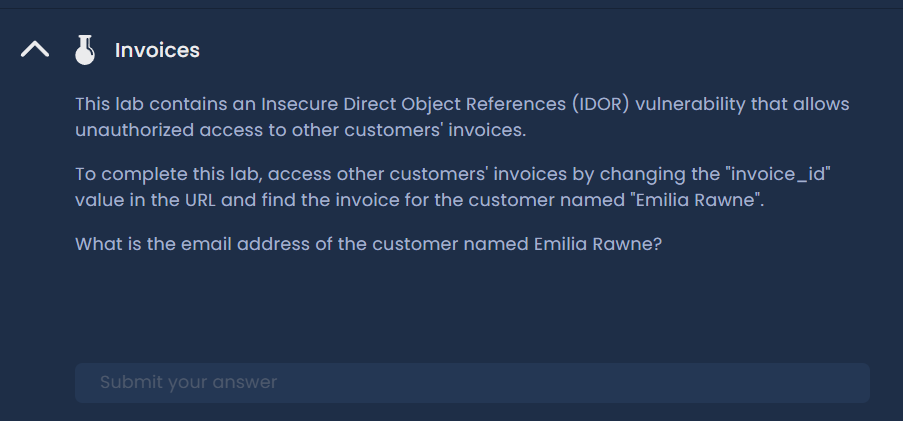 Invoices
This lab contains an Insecure Direct Object References (IDOR) vulnerability that allows
unauthorized access to other customers' invoices.
To complete this lab, access other customers' invoices by changing the "invoice_id"
value in the URL and find the invoice for the customer named "Emilia Rawne".
What is the email address of the customer named Emilia Rawne?
Submit your answer